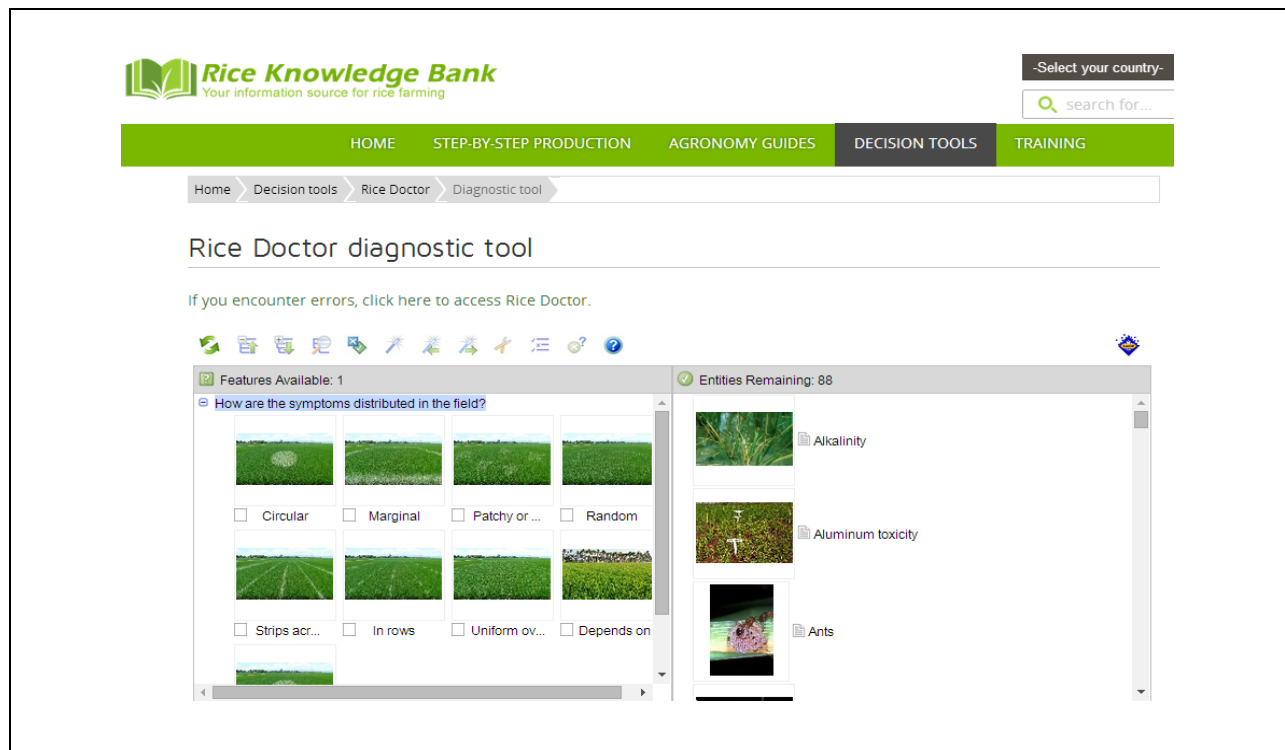 Rice Knowledge Bank
Your information source for rice farming
-Select your country-
search for...
HOME STEP-BY-STEP PRODUCTION AGRONOMY GUIDES DECISION TOOLS TRAINING
Home Decision tools Rice Doctor Diagnostic tool
Rice Doctor diagnostic tool
If you encounter errors, click here to access Rice Doctor.
Features Available: 1
How are the symptoms distributed in the field?
Circular Marginal Patchy or ... Random
Strips acr... In rows Uniform ov... Depends on
Entities Remaining: 88
Alkalinity
Aluminum toxicity
Ants